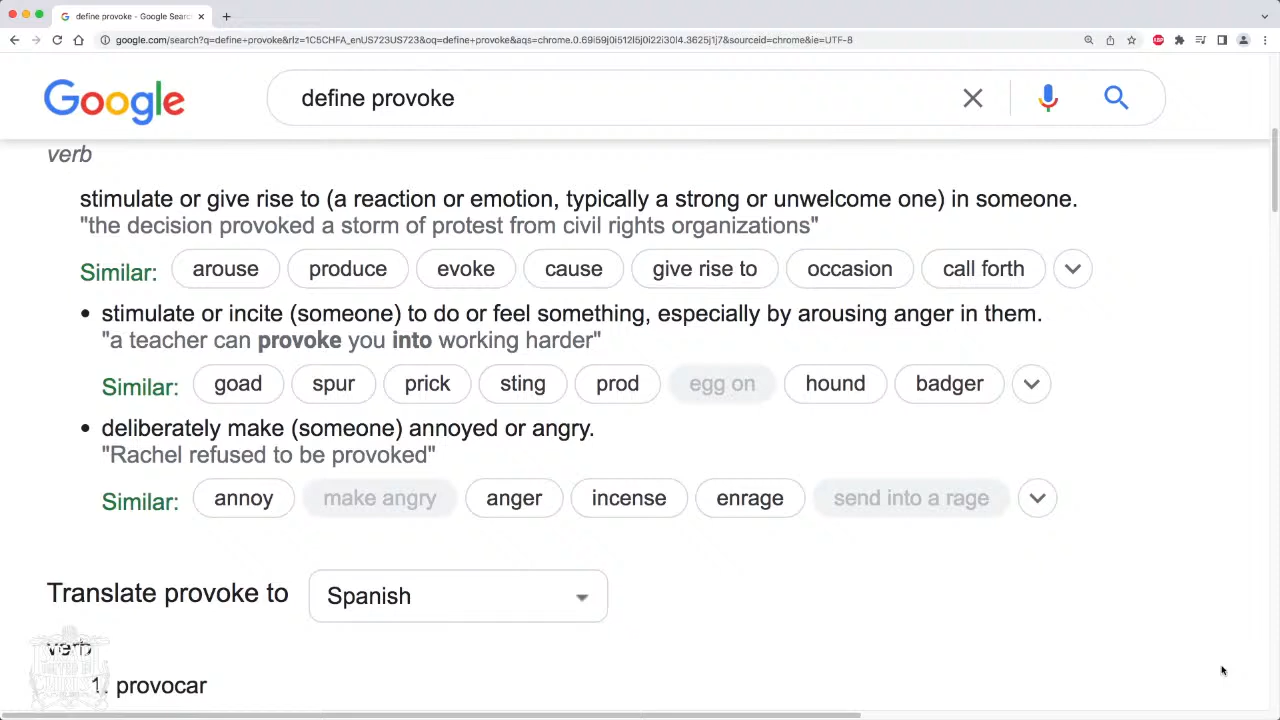 define provoke - Google Searc
google.com/search?q=define+provoke&rlz=1C5CHFA_enUS723US723&oq=define+provoke&aqs=chrome.0.69i59j0i512l5j0i22i30l4.3625j1j7&sourceid=chrome&ie=UTF-8
Google
define provoke
verb
stimulate or give rise to (a reaction or emotion, typically a strong or unwelcome one) in someone.
"the decision provoked a storm of protest from civil rights organizations"
Similar: arouse produce evoke cause give rise to occasion call forth
• stimulate or incite (someone) to do or feel something, especially by arousing anger in them.
"a teacher can provoke you into working harder"
Similar: goad spur prick sting prod egg on hound badger
• deliberately make (someone) annoyed or angry.
"Rachel refused to be provoked"
Similar: annoy make angry anger incense enrage send into a rage
Translate provoke to Spanish
verb
1. provocar